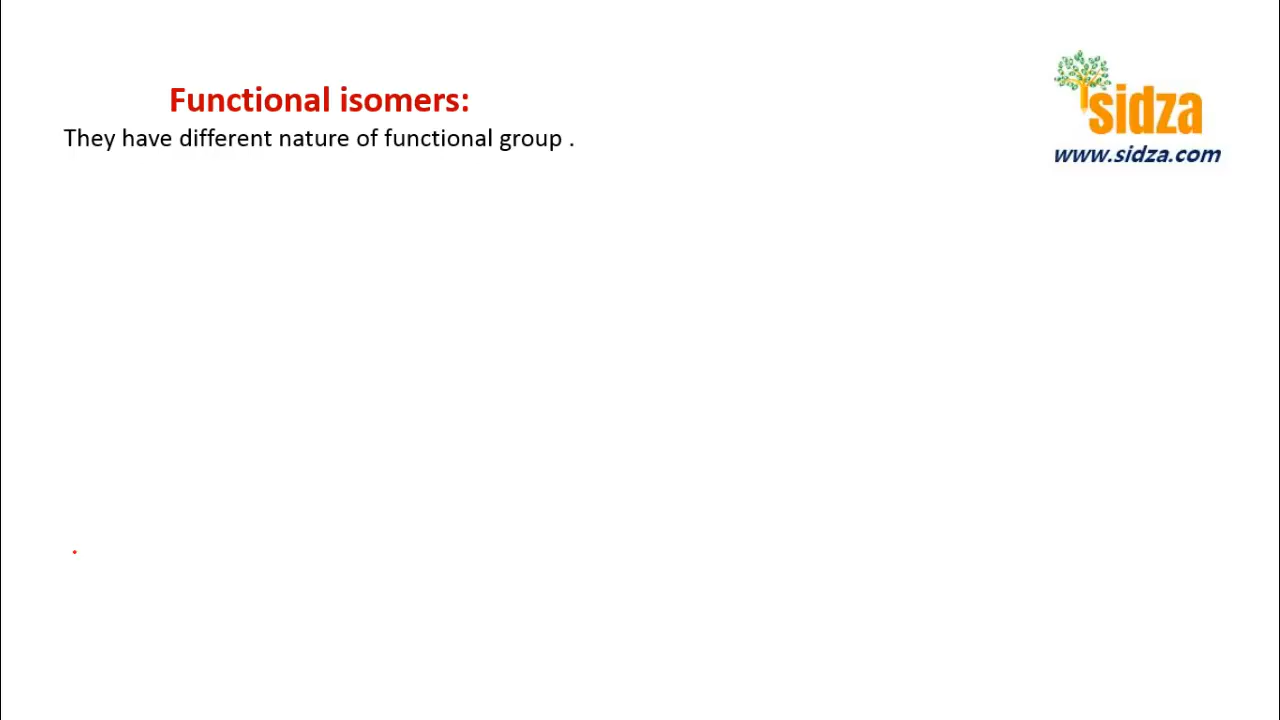 Functional isomers:
They have different nature of functional group .
sidza
www.sidza.com